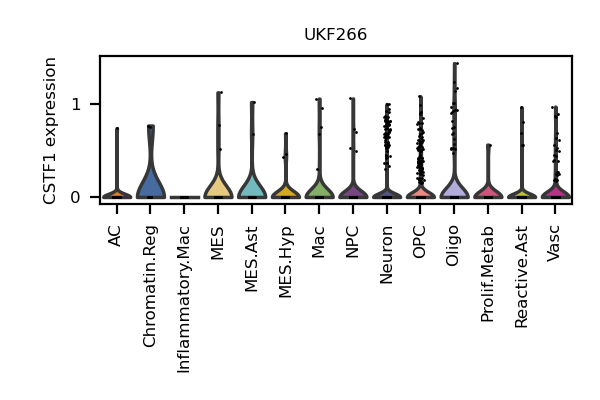 UKF266
CSTF1 expression
1
0
AC
Chromatin.Reg
Inflammatory.Mac
MES
MES.Ast
MES.Hyp
Mac
NPC
Neuron
OPC
Oligo
Prolif.Metab
Reactive.Ast
Vasc